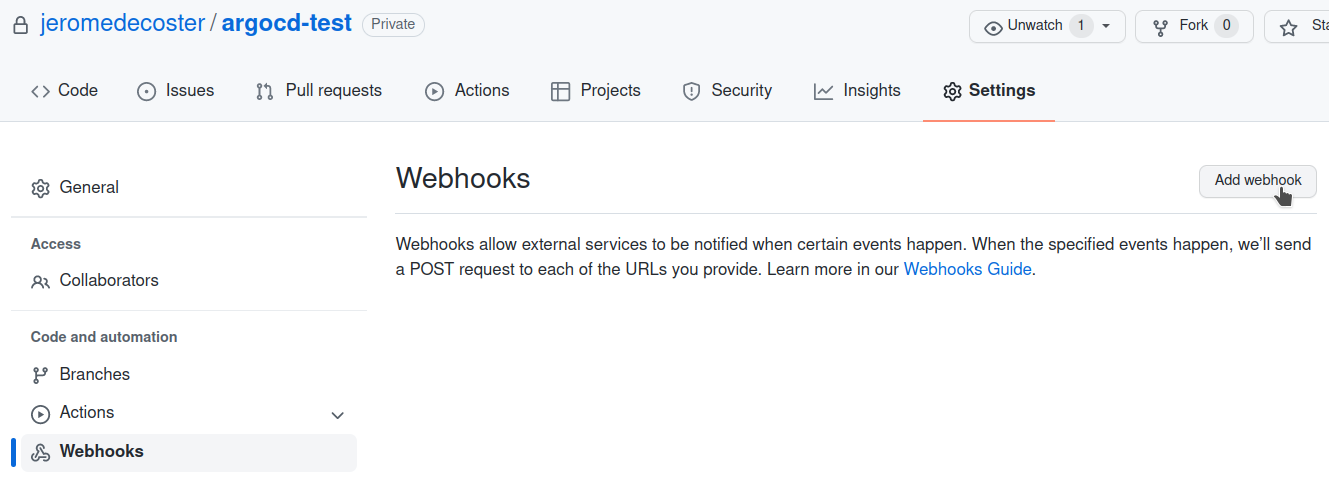 jeromedecoster / argocd-test Private Unwatch 1 Fork 0 Sta
Code Issues Pull requests Actions Projects Security Insights Settings
General
Access
Collaborators
Code and automation
Branches
Actions
Webhooks
Webhooks Add webhook
Webhooks allow external services to be notified when certain events happen. When the specified events happen, we’ll send
a POST request to each of the URLs you provide. Learn more in our Webhooks Guide.